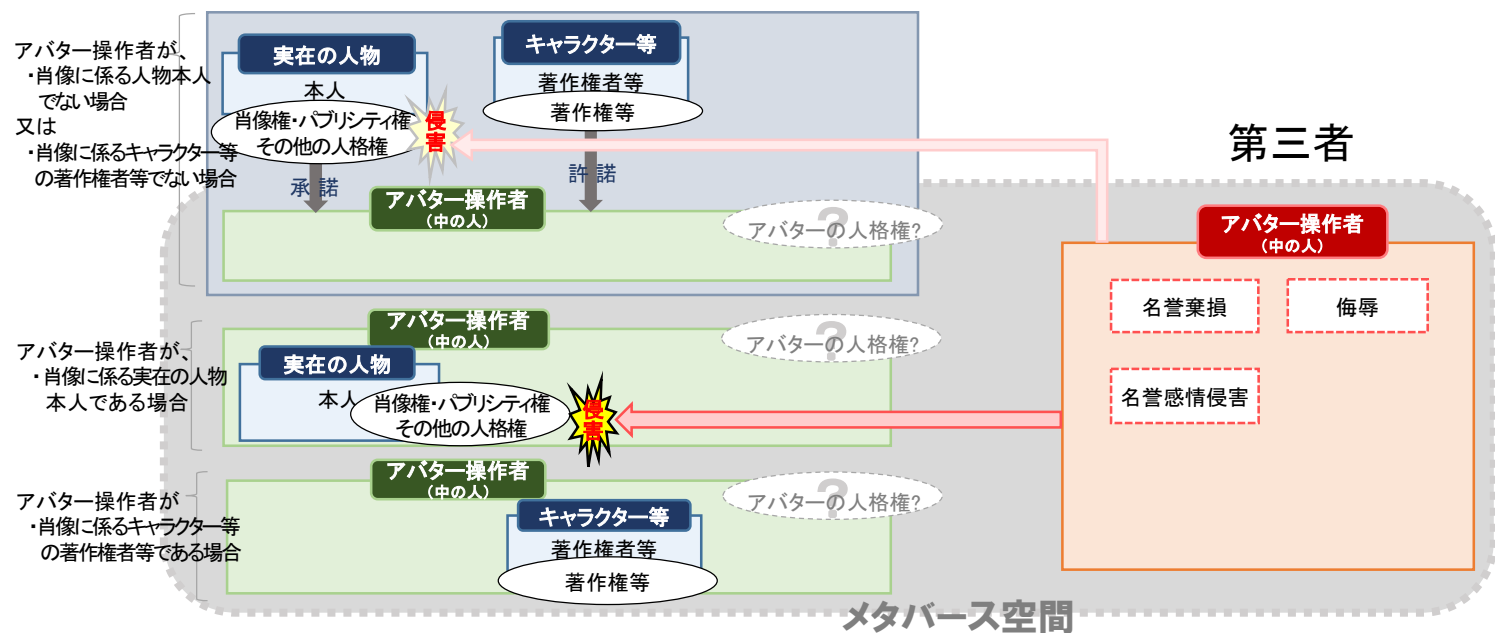 アバター操作者が、
・肖像に係る人物本人
でない場合
又は
・肖像に係るキャラクター等
の著作権者等でない場合
実在の人物
本人
肖像権・パブリシティ権
その他の人格権
侵害
承諾
キャラクター等
著作権者等
著作権等
許諾
アバター操作者
(中の人)
?
アバターの人格権?
アバター操作者が、
・肖像に係る実在の人物
本人である場合
アバター操作者
(中の人)
実在の人物
本人
肖像権・パブリシティ権
その他の人格権
侵害
?
アバターの人格権?
アバター操作者が
・肖像に係るキャラクター等
の著作権者等である場合
アバター操作者
(中の人)
キャラクター等
著作権者等
著作権等
?
アバターの人格権?
第三者
アバター操作者
(中の人)
名誉棄損
侮辱
名誉感情侵害
メタバース空間